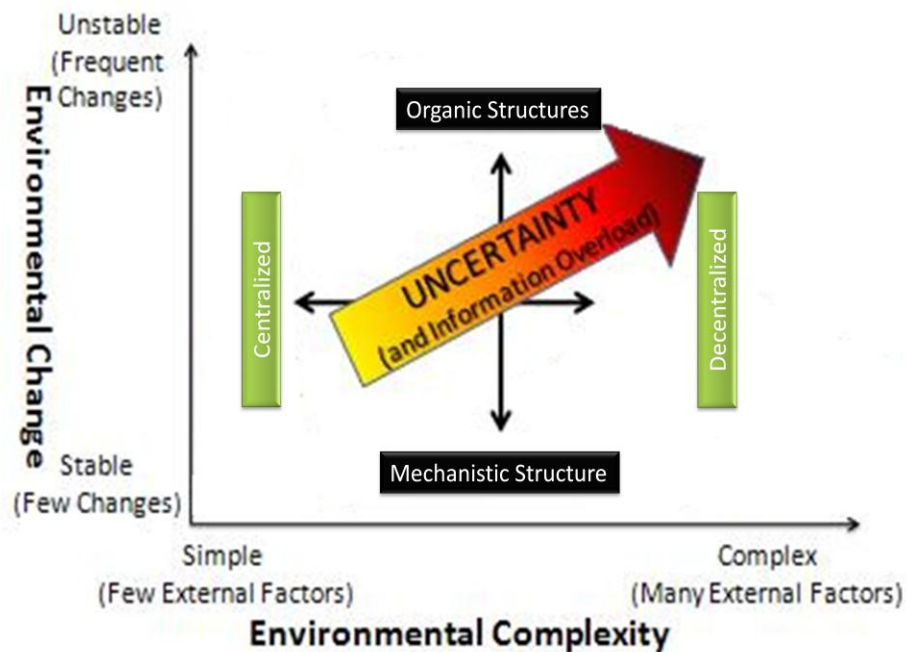 Unstable
(Frequent
Changes)
Environmental Change
Organic Structures
Centralized
UNCERTAINTY
(and Information Overload)
Decentralized
Mechanistic Structure
Stable
(Few Changes)
Simple
(Few External Factors)
Complex
(Many External Factors)
Environmental Complexity